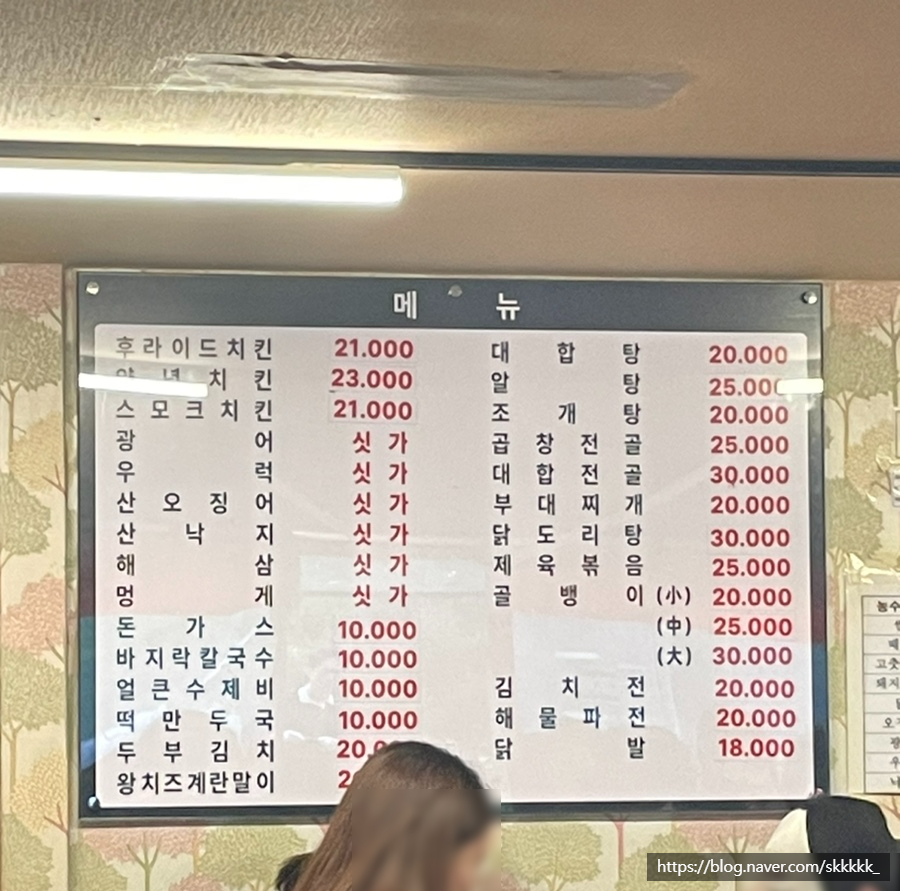 메 뉴
후라이드치킨 21.000
양념치킨 23.000
스모크치킨 21.000
광어 싯가
우럭 싯가
산오징어 싯가
산낙지 싯가
해삼 싯가
멍게 싯가
돈가스 10.000
바지락칼국수 10.000
얼큰수제비 10.000
떡만두국 10.000
두부김치
왕치즈계란말이
대합탕 20.000
알탕 25.000
조개탕 20.000
곱창전골 25.000
대합전골 30.000
부대찌개 20.000
닭도리탕 30.000
제육볶음 25.000
골뱅이 (小) 20.000
(中) 25.000
(大) 30.000
김치전 20.000
해물파전 20.000
닭발 18.000
https://blog.naver.com/skkkkk_